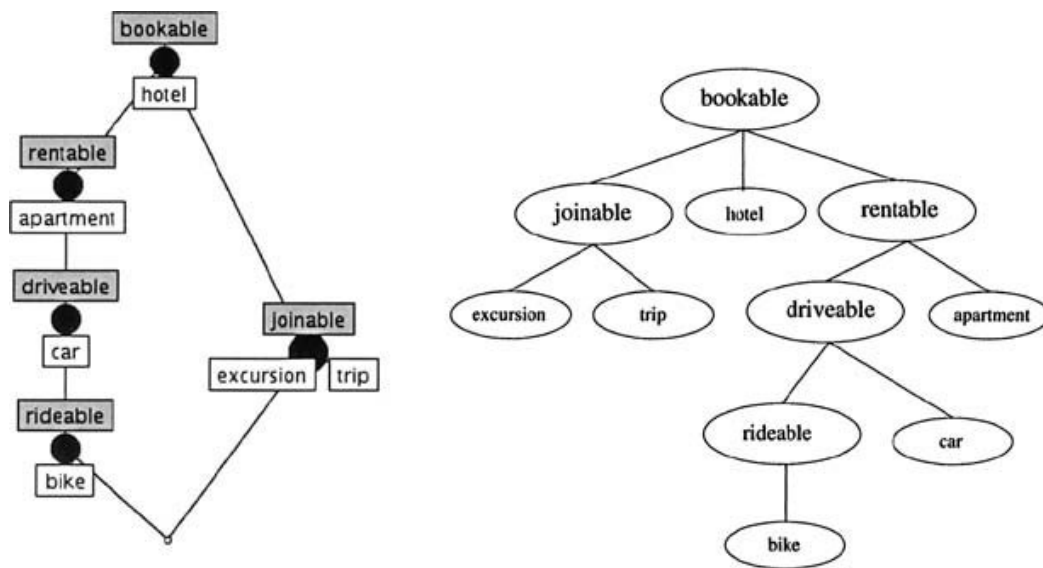 bookable
hotel
rentable
apartment
driveable
car
joinable
excursion trip
rideable
bike
bookable
joinable hotel rentable
excursion trip driveable apartment
rideable car
bike